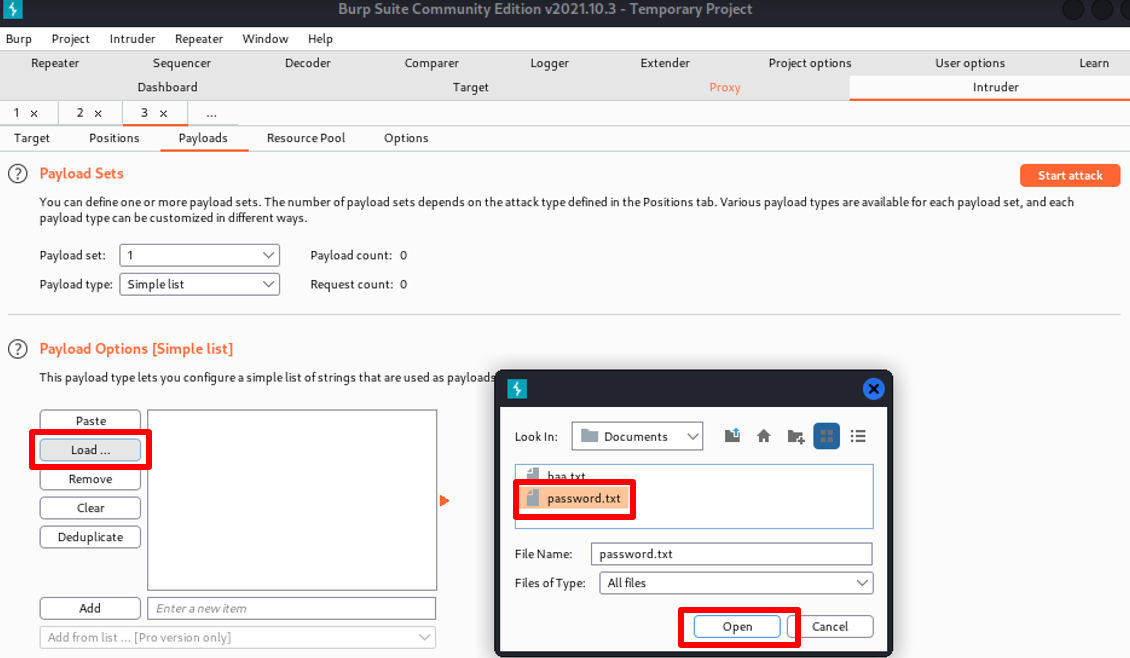 Burp Suite Community Edition v2021.10.3 - Temporary Project
Burp Project Intruder Repeater Window Help
Repeater Sequencer Decoder Comparer Logger Extender Project options User options Learn
Dashboard Target Proxy Intruder
1 × 2 × 3 × ...
Target Positions Payloads Resource Pool Options
? Payload Sets
Start attack
You can define one or more payload sets. The number of payload sets depends on the attack type defined in the Positions tab. Various payload types are available for each payload set, and each
payload type can be customized in different ways.
Payload set: 1 Payload count: 0
Payload type: Simple list Request count: 0
? Payload Options [Simple list]
This payload type lets you configure a simple list of strings that are used as payloads
Paste
Load ...
Remove
Clear
Deduplicate
Add Enter a new item
Add from list ... [Pro version only]
Look In: Documents
password.txt
File Name: password.txt
Files of Type: All files
Open Cancel